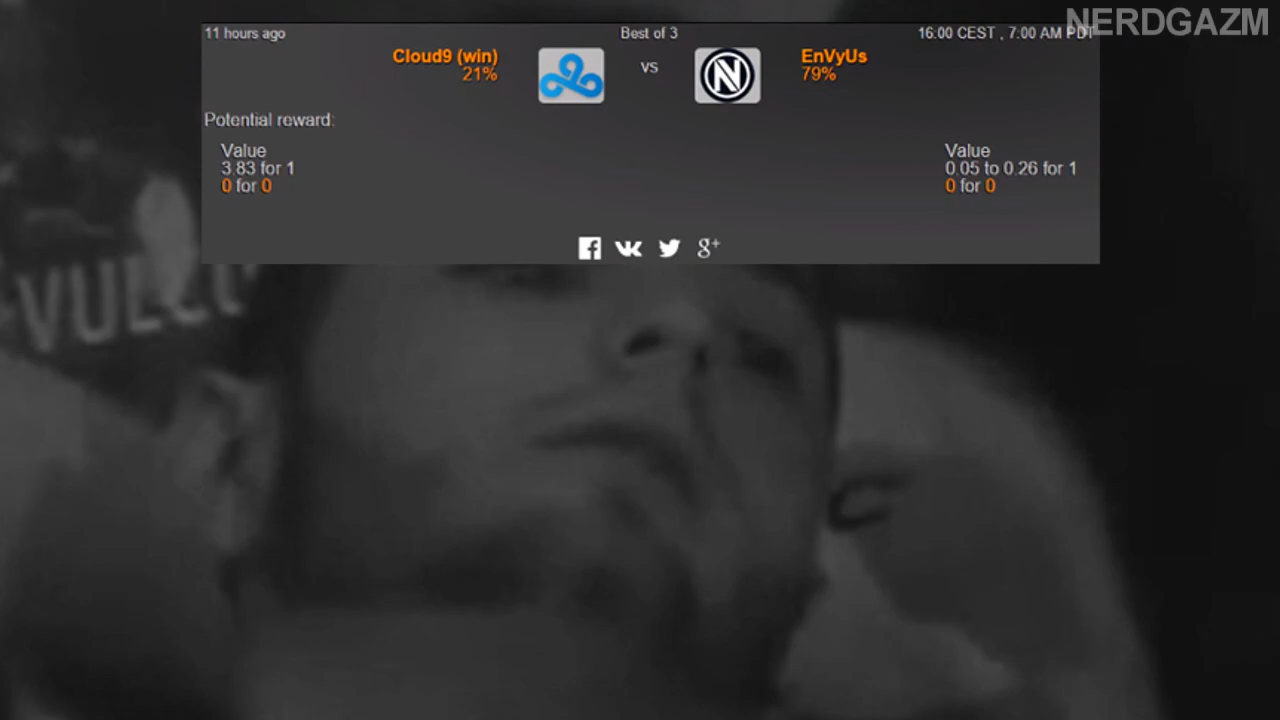 NERDGAZM
11 hours ago
Best of 3
16:00 CEST , 7:00 AM PDT
Cloud9 (win)
21%
vs
EnVyUs
79%
Potential reward:
Value
3.83 for 1
0 for 0
Value
0.05 to 0.26 for 1
0 for 0